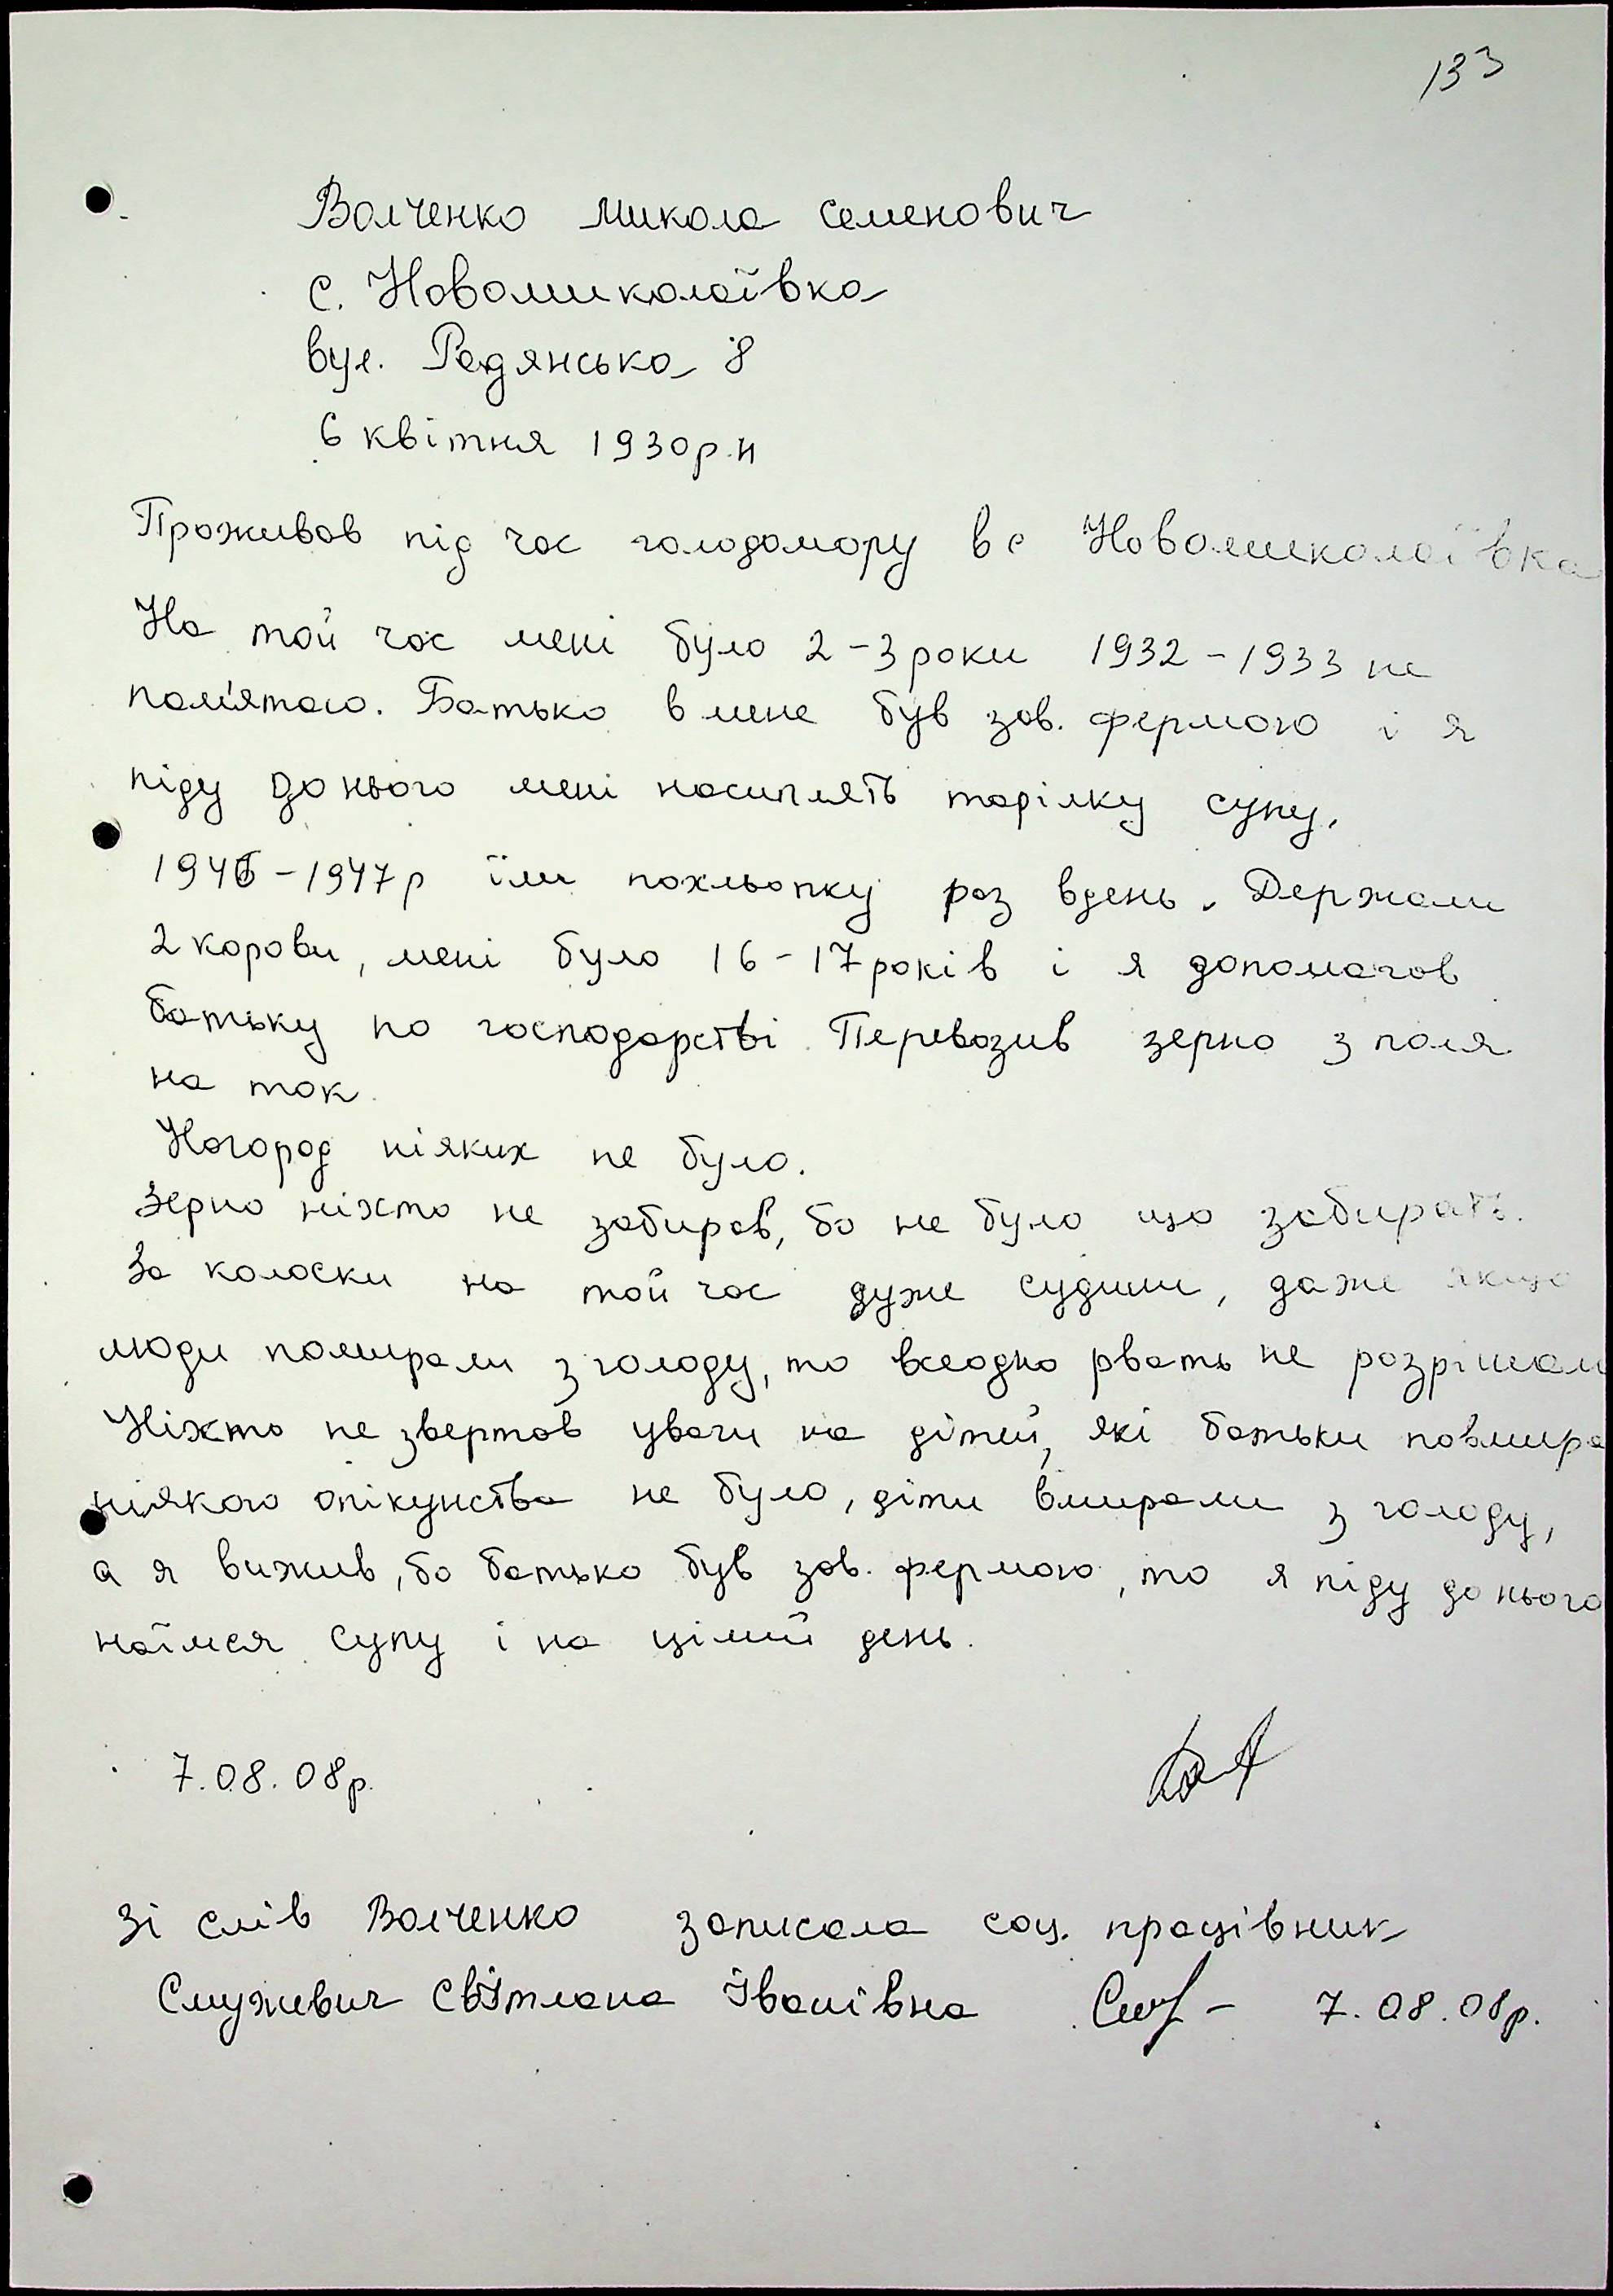 133
Волченко Микола Семенович
с. Новомиколаївка
вул. Радянська 8
6 квітня 1930р.н
Проживав під час голодомору в с Новомиколаївка
На той час мені було 2-3 роки 1932-1933 не
пам'ятаю. Батько в мене був зав. фермою і я
піду до нього мені насиплять тарілку супу.
1946-1947р їли похльопку раз вдень. Держали
2 корови, мені було 16-17 років і я допомагав
батьку по господарстві. Перевозив зерно з поля
на ток.
Нагород ніяких не було.
Зерно ніхто не забирав, бо не було що забирать.
За колоски на той час дуже судили, даже якщо
люди помирали з голоду, то всеодно рвать не розрішали
Ніхто не звертав уваги на дітей, які батьки повмира
ніякого опікунства не було, діти вмирали з голоду,
а я вижив, бо батько був зав. фермою, то я піду до нього
наїмся супу і на цілий день.
7.08.08р.
Зі слів Волченко записала соц. працівник
Служевич Світлана Іванівна 7.08.08р.